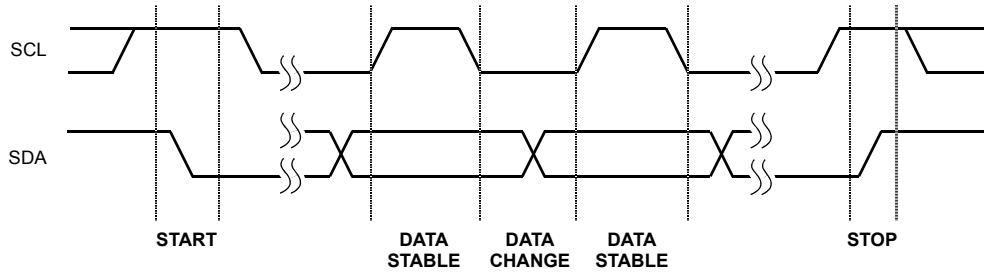 SCL
SDA
START
DATA
STABLE
DATA
CHANGE
DATA
STABLE
STOP